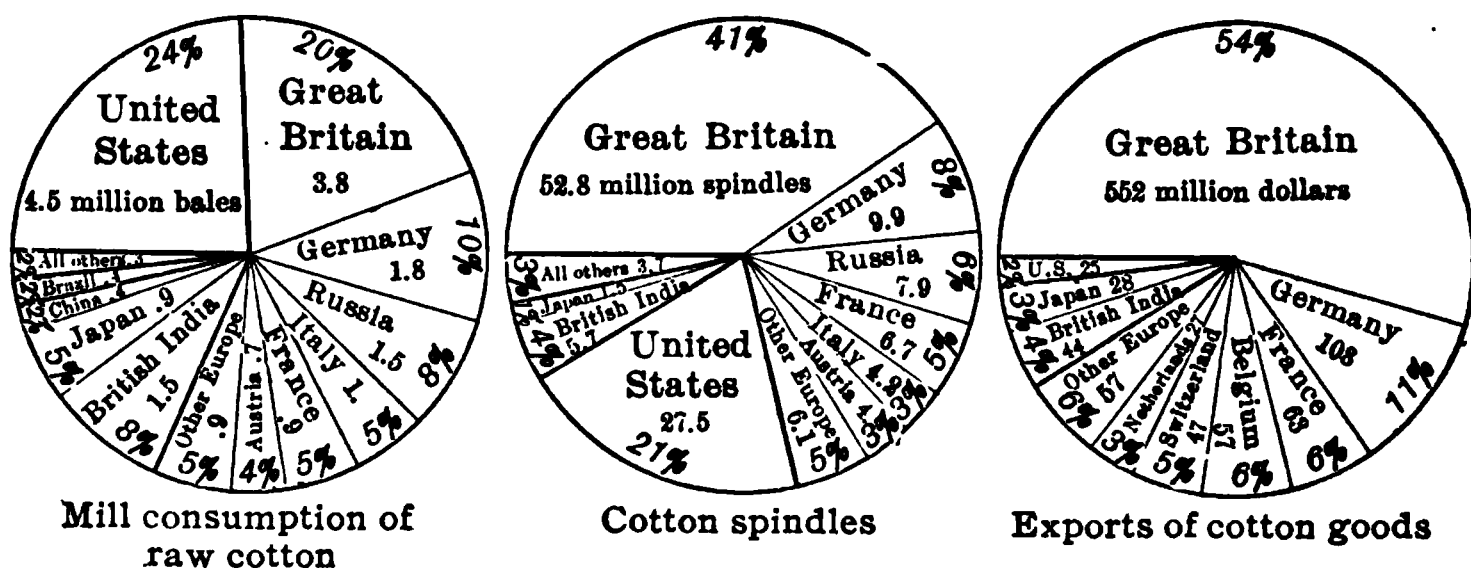 24%
United
States
4.5 million bales
20%
Great
Britain
3.8
10%
Germany
1.8
Russia
1.5
8%
Italy 1.
5%
France
.9
5%
Austria .7
4%
Other Europe
.9
5%
British India
1.5
8%
Japan .9
5%
China
2%
Brazil
2%
All others .3
2%
Mill consumption of
raw cotton
41%
Great Britain
52.8 million spindles
8%
Germany
9.9
Russia
7.9
6%
France
6.7
5%
Italy
3%
Austria
3%
Other Europe
6.1
5%
United
States
27.5
21%
British India
5.7
4%
Japan 1.5
1%
All others 3.7
3%
Cotton spindles
54%
Great Britain
552 million dollars
Germany
108
11%
France
63
6%
Belgium
57
6%
Switzerland
47
5%
Netherlands 27
3%
Other Europe
57
6%
British India
44
4%
Japan 28
3%
U.S. 25
2%
Exports of cotton goods